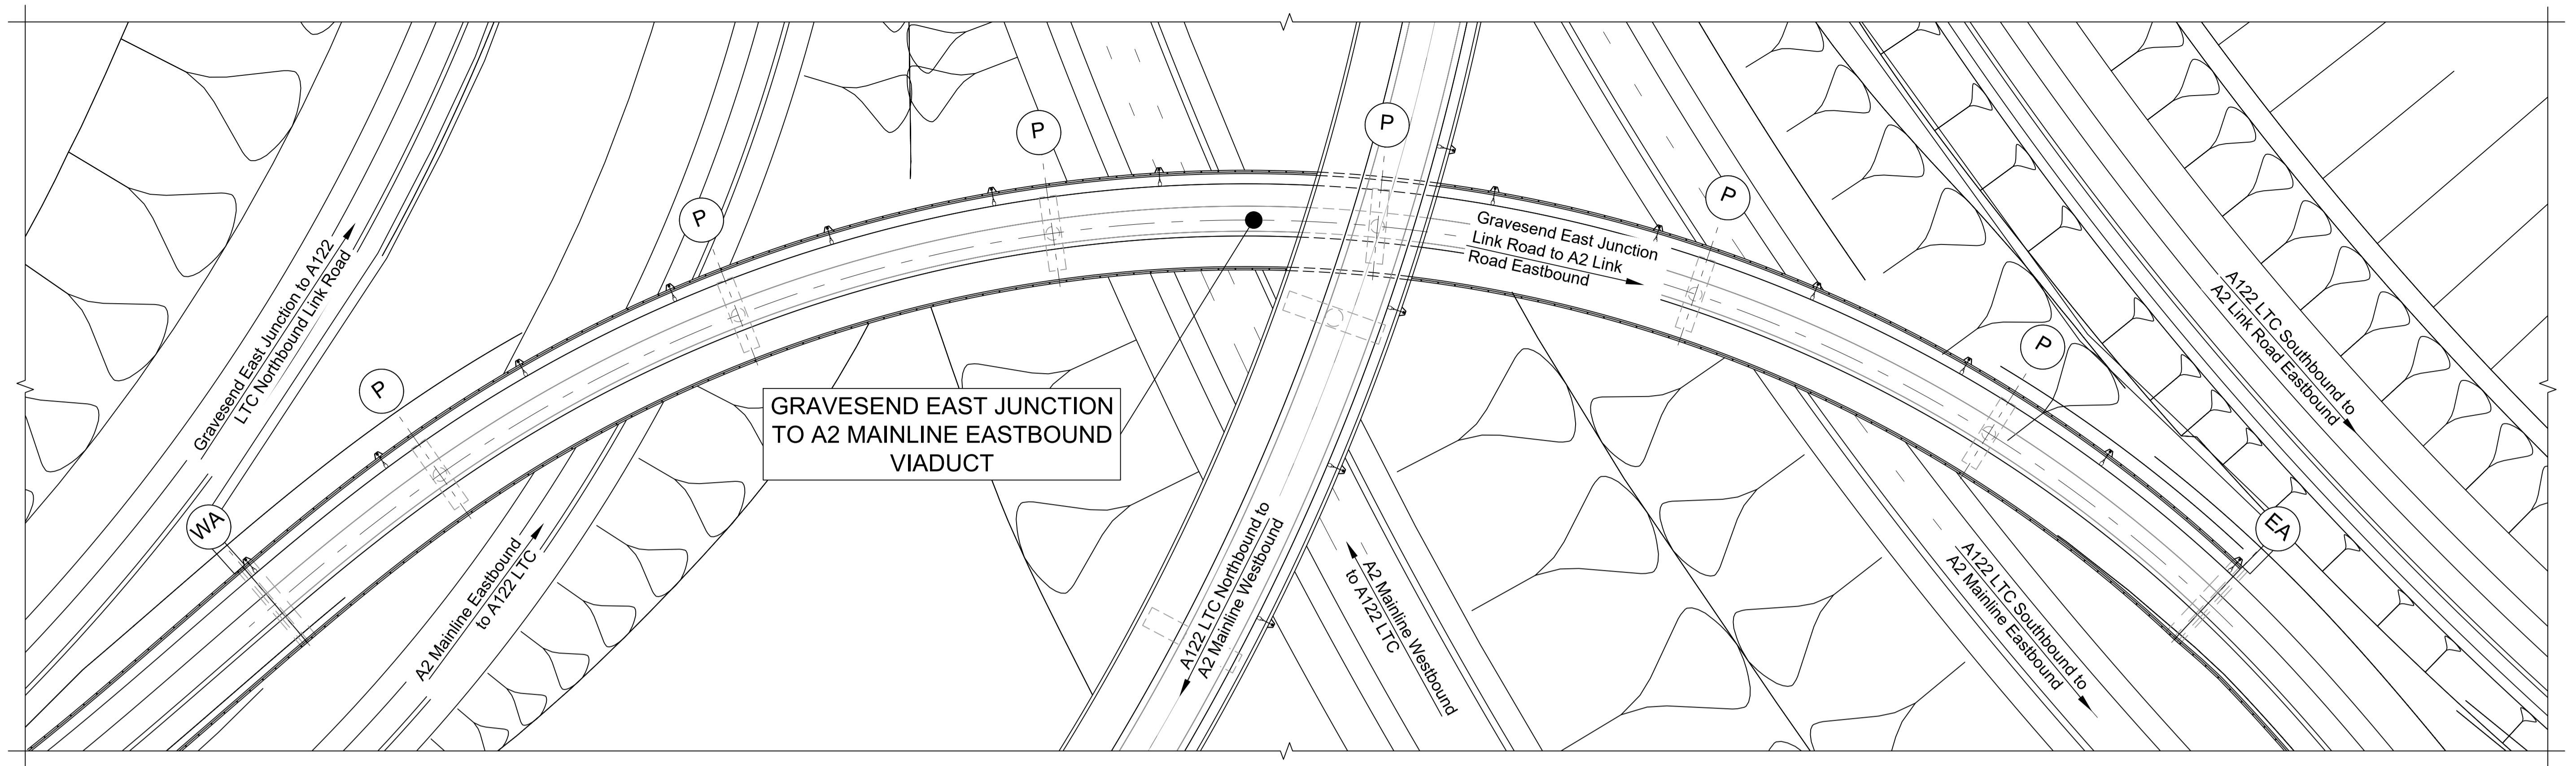 P
P
P
P
P
P
WA
EA
Gravesend East Junction to A122
LTC Northbound Link Road
Gravesend East Junction
Link Road to A2 Link
Road Eastbound
A122 LTC Southbound to
A2 Link Road Eastbound
GRAVESEND EAST JUNCTION
TO A2 MAINLINE EASTBOUND
VIADUCT
A2 Mainline Eastbound
to A122 LTC
A122 LTC Northbound to
A2 Mainline Westbound
A2 Mainline Westbound
to A122 LTC
A122 LTC Southbound to
A2 Mainline Eastbound